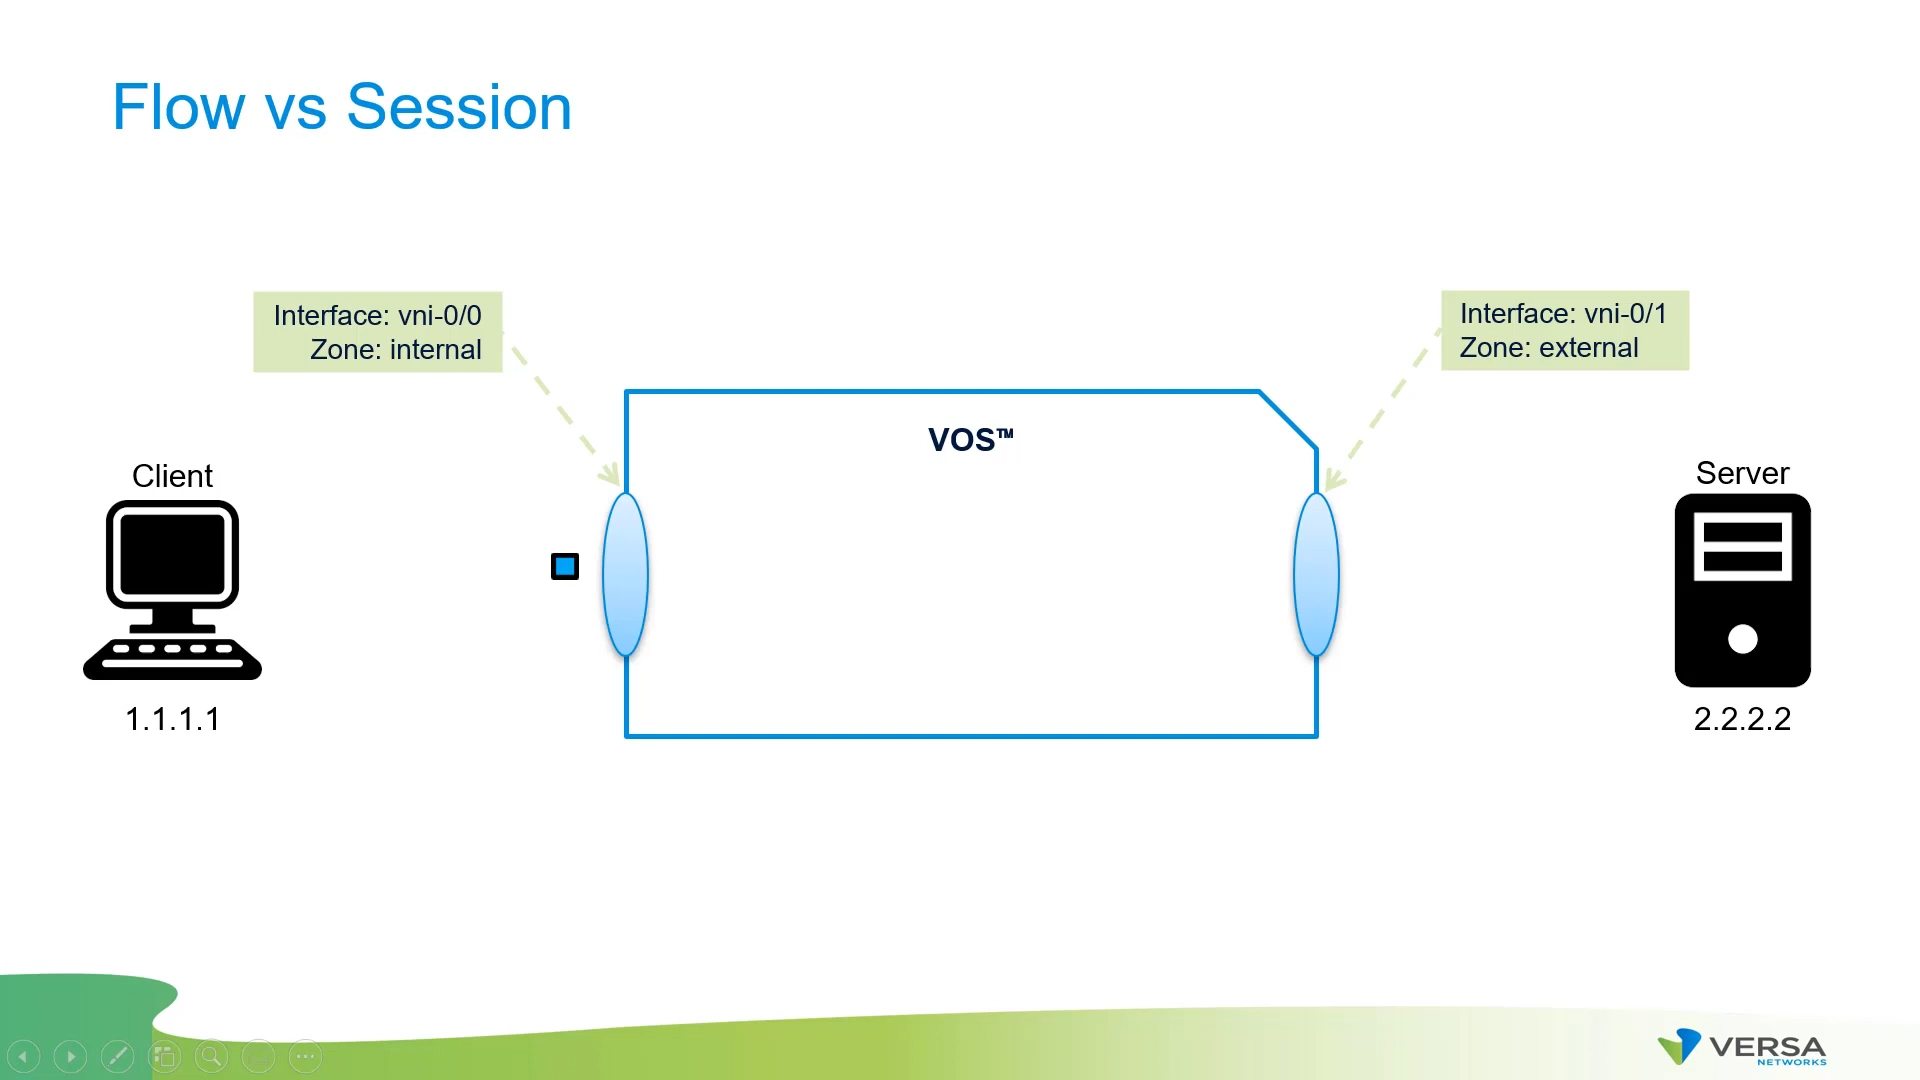 Flow vs Session
Interface: vni-0/0
Zone: internal
Interface: vni-0/1
Zone: external
VOS™
Client
Server
1.1.1.1
2.2.2.2
VERSA
NETWORKS